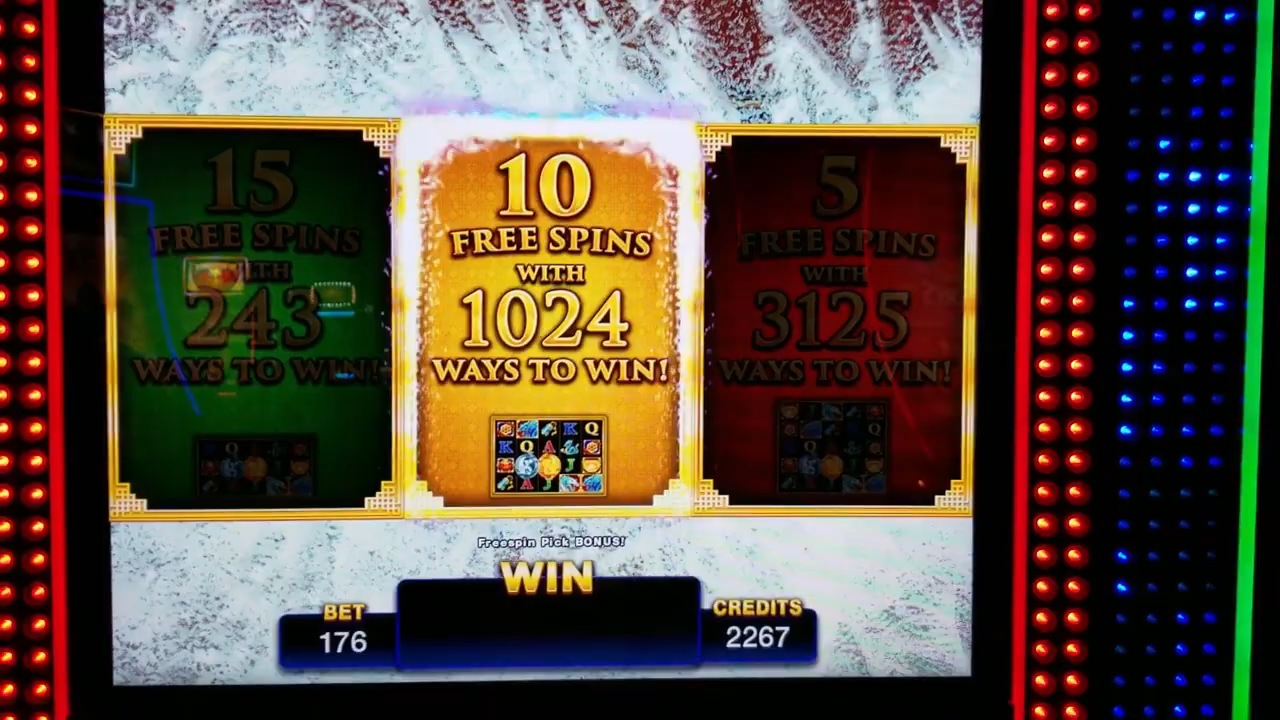 15
FREE SPINS
WITH
243
WAYS TO WIN!
10
FREE SPINS
WITH
1024
WAYS TO WIN!
5
FREE SPINS
WITH
3125
WAYS TO WIN!
K Q
K Q A
J
A J
Q
Q
Freespin Pick BONUS!
WIN
BET
176
CREDITS
2267